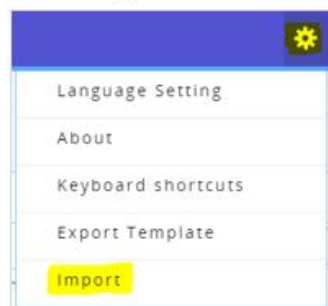 Language Setting
About
Keyboard shortcuts
Export Template
Import